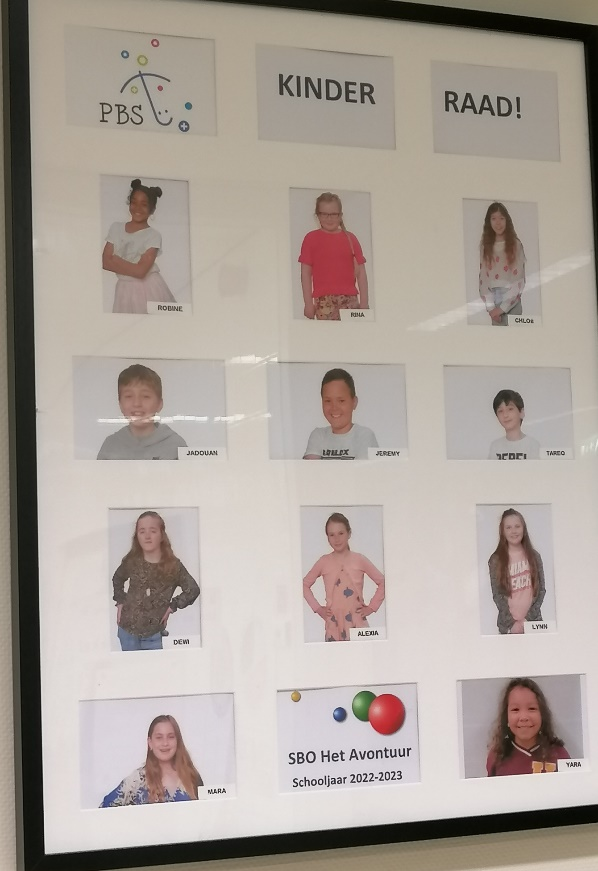 PBS
KINDER
RAAD!
ROBINE
RINA
CHLOë
JADOUAN
JEREMY
TAREQ
DEWI
ALEXIA
LYNN
MARA
SBO Het Avontuur
Schooljaar 2022-2023
YARA